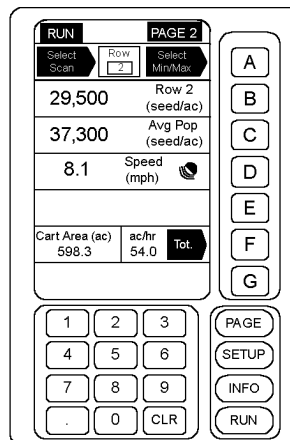 RUN PAGE 2
Select Scan Row 2 Select Min/Max
A
29,500 Row 2 (seed/ac)
B
37,300 Avg Pop (seed/ac)
C
8.1 Speed (mph)
D
E
Cart Area (ac) 598.3 ac/hr 54.0 Tot.
F
G
1 2 3 PAGE
4 5 6 SETUP
7 8 9 INFO
. 0 CLR RUN